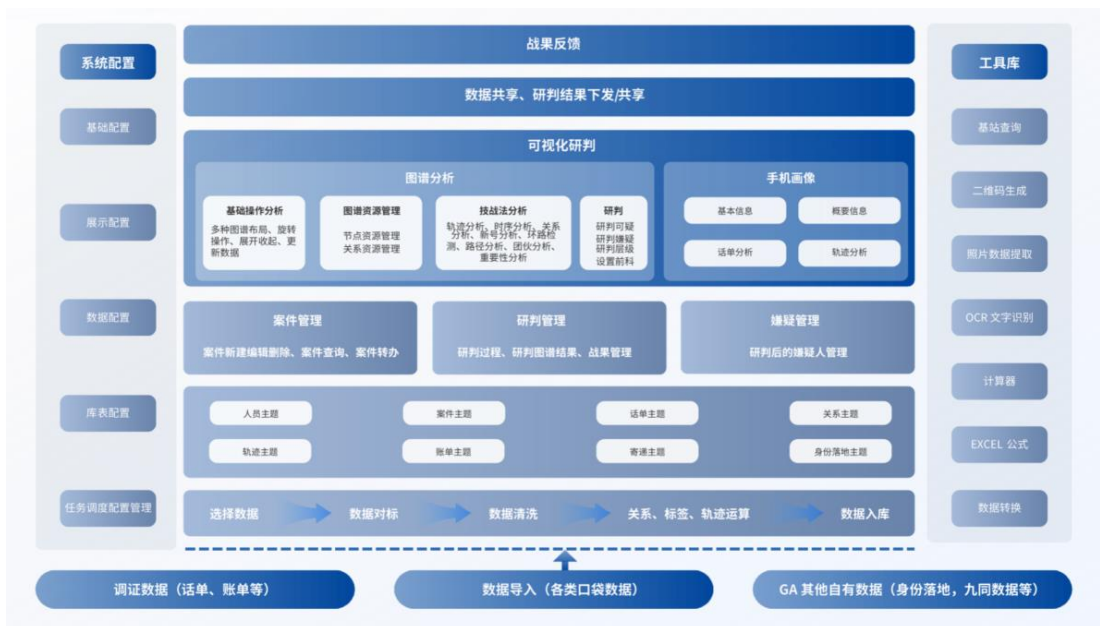 系统配置
基础配置
展示配置
数据配置
库表配置
任务调度配置管理
战果反馈
数据共享、研判结果下发/共享
可视化研判
图谱分析
基础操作分析
多种图谱布局、旋转
操作、展开收起、更
新数据
图谱资源管理
节点资源管理
关系资源管理
技战法分析
轨迹分析、时序分析、关系
分析、新号分析、环路检
测、路径分析、团伙分析、
重要性分析
研判
研判可疑
研判嫌疑
研判层级
设置前科
手机画像
基本信息
概要信息
话单分析
轨迹分析
案件管理
案件新建编辑删除、案件查询、案件转办
研判管理
研判过程、研判图谱结果、战果管理
嫌疑管理
研判后的嫌疑人管理
人员主题
案件主题
话单主题
关系主题
轨迹主题
账单主题
寄递主题
身份落地主题
选择数据
数据对标
数据清洗
关系、标签、轨迹运算
数据入库
工具库
基站查询
二维码生成
照片数据提取
OCR 文字识别
计算器
EXCEL 公式
数据转换
调证数据（话单、账单等）
数据导入（各类口袋数据）
GA 其他自有数据（身份落地，九同数据等）